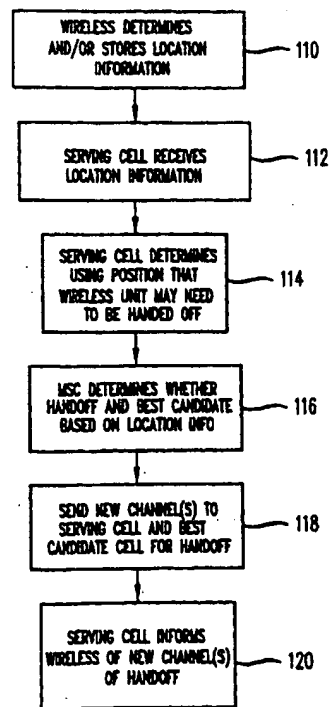 WIRELESS DETERMINES
AND/OR STORES LOCATION
INFORMATION
110
SERVING CELL RECEIVES
LOCATION INFORMATION
112
SERVING CELL DETERMINES
USING POSITION THAT
WIRELESS UNIT MAY NEED
TO BE HANDED OFF
114
MSC DETERMINES WHETHER
HANDOFF AND BEST CANDIDATE
BASED ON LOCATION INFO
116
SEND NEW CHANNEL(S) TO
SERVING CELL AND BEST
CANDIDATE CELL FOR HANDOFF
118
SERVING CELL INFORMS
WIRELESS OF NEW CHANNEL(S)
OF HANDOFF
120